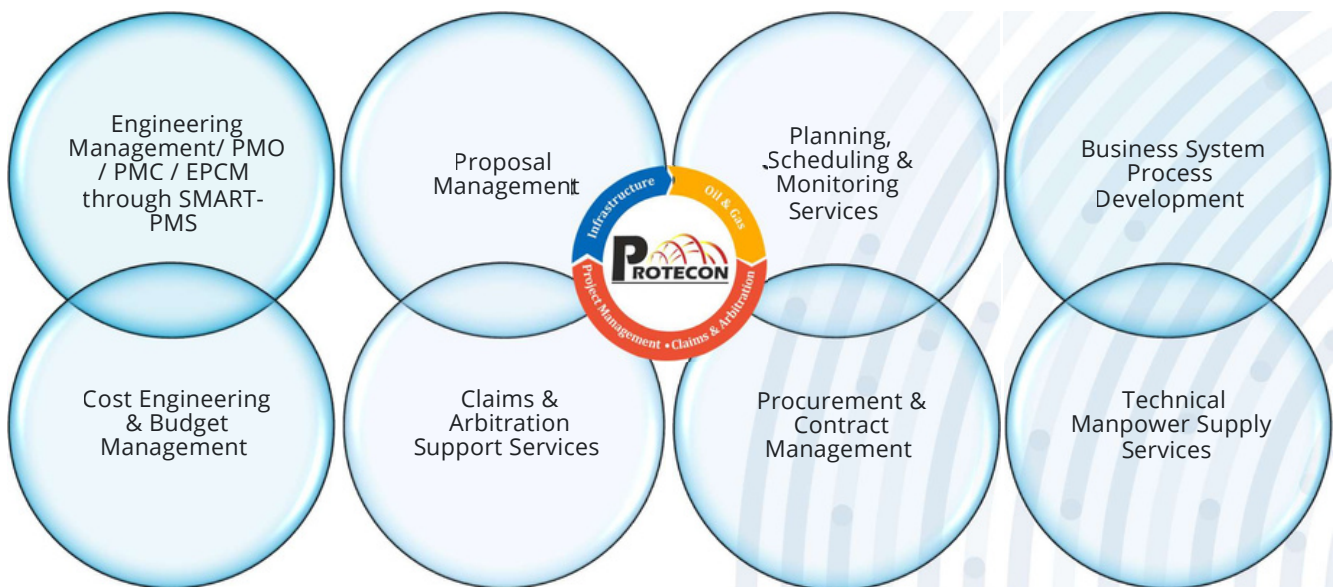 Engineering
Management/ PMO
/ PMC / EPCM
through SMART-
PMS
Proposal
Management
Planning,
Scheduling &
Monitoring
Services
Business System
Process
Development
Infrastructure
Oil & Gas
PROTECON
Project Management • Claims & Arbitration
Cost Engineering
& Budget
Management
Claims &
Arbitration
Support Services
Procurement &
Contract
Management
Technical
Manpower Supply
Services